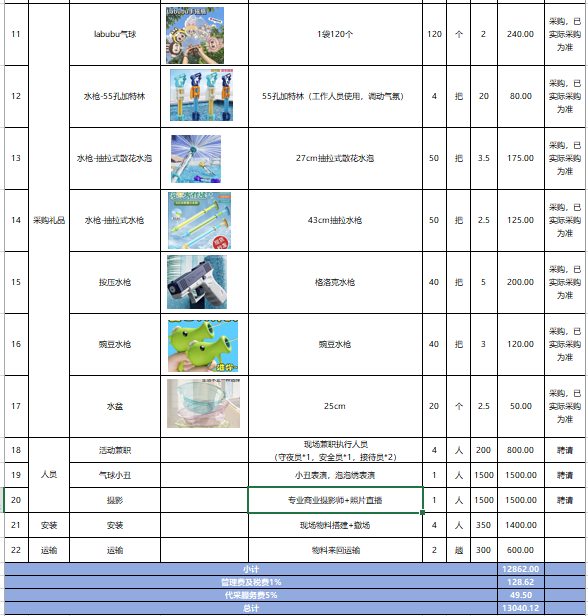 11 labubu气球 1袋120个 120 个 2 240.00 采购，已实际采购为准
12 水枪-55孔加特林 55孔加特林（工作人员使用，调动气氛） 4 把 20 80.00 采购，已实际采购为准
13 水枪-抽拉式散花水泡 27cm抽拉式散花水泡 50 把 3.5 175.00 采购，已实际采购为准
采购礼品
14 水枪-抽拉式水枪 43cm抽拉水枪 50 把 2.5 125.00 采购，已实际采购为准
15 按压水枪 格洛克水枪 40 把 5 200.00 采购，已实际采购为准
16 豌豆水枪 豌豆水枪 40 把 3 120.00 采购，已实际采购为准
17 水盆 25cm 20 个 2.5 50.00 采购，已实际采购为准
18 活动兼职 现场兼职执行人员
（守夜员*1，安全员*1，接待员*2） 4 人 200 800.00 聘请
人员
19 气球小丑 小丑表演，泡泡绣表演 1 人 1500 1500.00 聘请
20 摄影 专业商业摄影师+照片直播 1 人 1500 1500.00 聘请
21 安装 安装 现场物料搭建+撤场 4 人 350 1400.00
22 运输 运输 物料来回运输 2 趟 300 600.00
小计 12862.00
管理费及税费1% 128.62
代采服务费5% 49.50
合计 13040.12